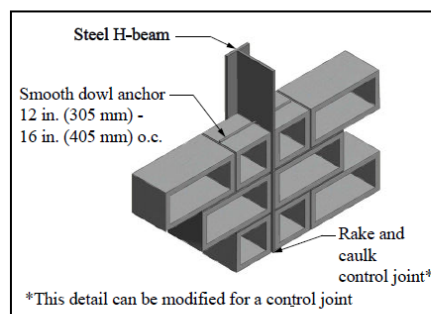 Steel H-beam
Smooth dowl anchor
12 in. (305 mm) -
16 in. (405 mm) o.c.
Rake and
caulk
control joint*
*This detail can be modified for a control joint